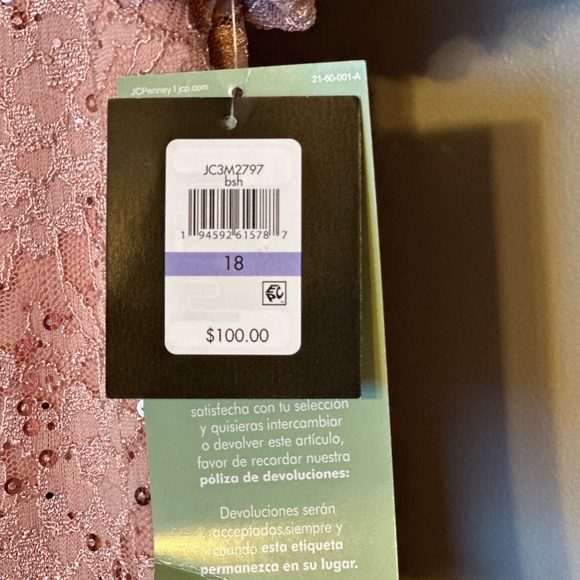 JCPenney | jcp.com
21-60-001-A
JC3M2797
bsh
1 94592 61578 7
18
$100.00
satisfecha con tu selección
y quisieras intercambiar
o devolver este artículo,
favor de recordar nuestra
póliza de devoluciones:
Devoluciones serán
acceptadas siempre y
cuando esta etiqueta
permanezca en su lugar.